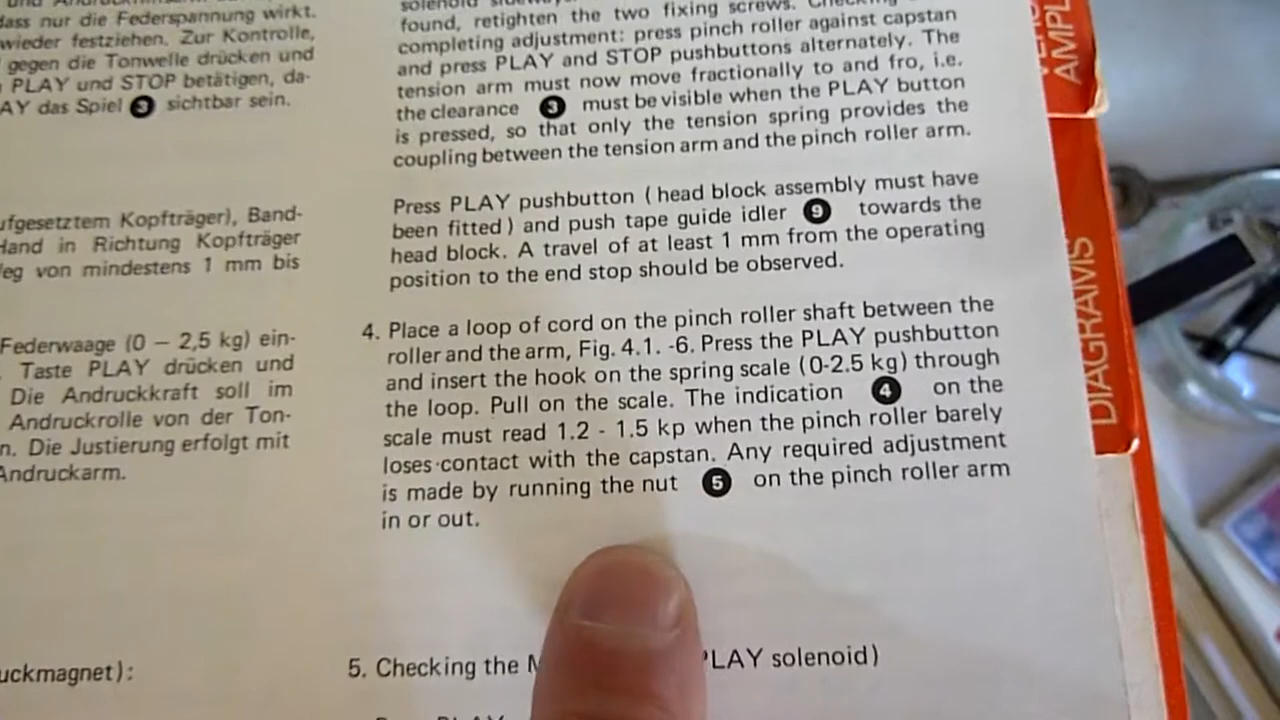 dass nur die Federspannung wirkt.
wieder festziehen. Zur Kontrolle,
gegen die Tonwelle drücken und
PLAY und STOP betätigen, da-
AY das Spiel 3 sichtbar sein.
ufgesetztem Kopfträger), Band-
Hand in Richtung Kopfträger
eg von mindestens 1 mm bis
Federwaage (0 – 2,5 kg) ein-
. Taste PLAY drücken und
Die Andruckkraft soll im
Andruckrolle von der Ton-
n. Die Justierung erfolgt mit
Andruckarm.
uckmagnet):
found, retighten the two fixing screws.
completing adjustment: press pinch roller against capstan
and press PLAY and STOP pushbuttons alternately. The
tension arm must now move fractionally to and fro, i.e.
the clearance 3 must be visible when the PLAY button
is pressed, so that only the tension spring provides the
coupling between the tension arm and the pinch roller arm.
Press PLAY pushbutton ( head block assembly must have
been fitted ) and push tape guide idler 9 towards the
head block. A travel of at least 1 mm from the operating
position to the end stop should be observed.
4. Place a loop of cord on the pinch roller shaft between the
roller and the arm, Fig. 4.1. -6. Press the PLAY pushbutton
and insert the hook on the spring scale (0-2.5 kg) through
the loop. Pull on the scale. The indication 4 on the
scale must read 1.2 - 1.5 kp when the pinch roller barely
loses contact with the capstan. Any required adjustment
is made by running the nut 5 on the pinch roller arm
in or out.
5. Checking the PLAY solenoid)
AMPL
DIAGRAMS